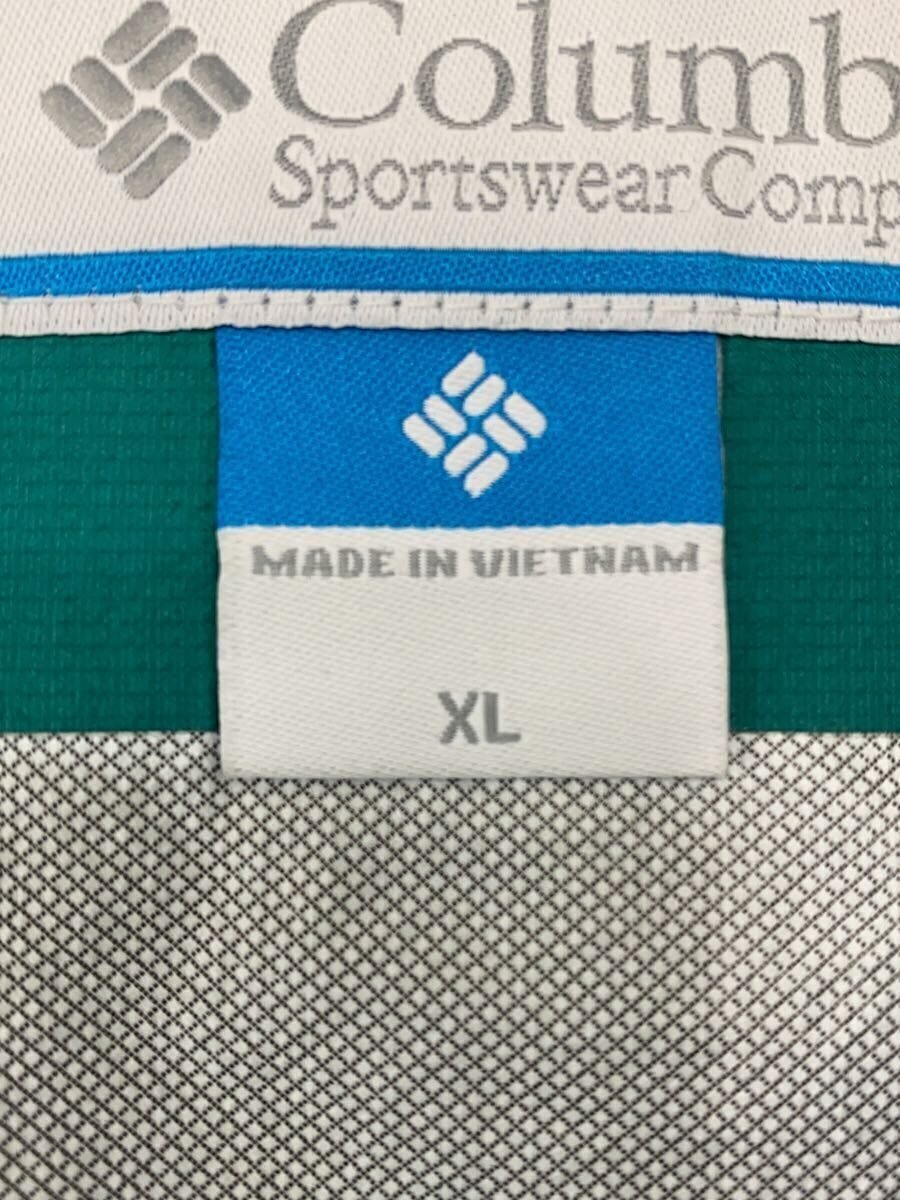 Columb
Sportswear Comp
MADE IN VIETNAM
XL